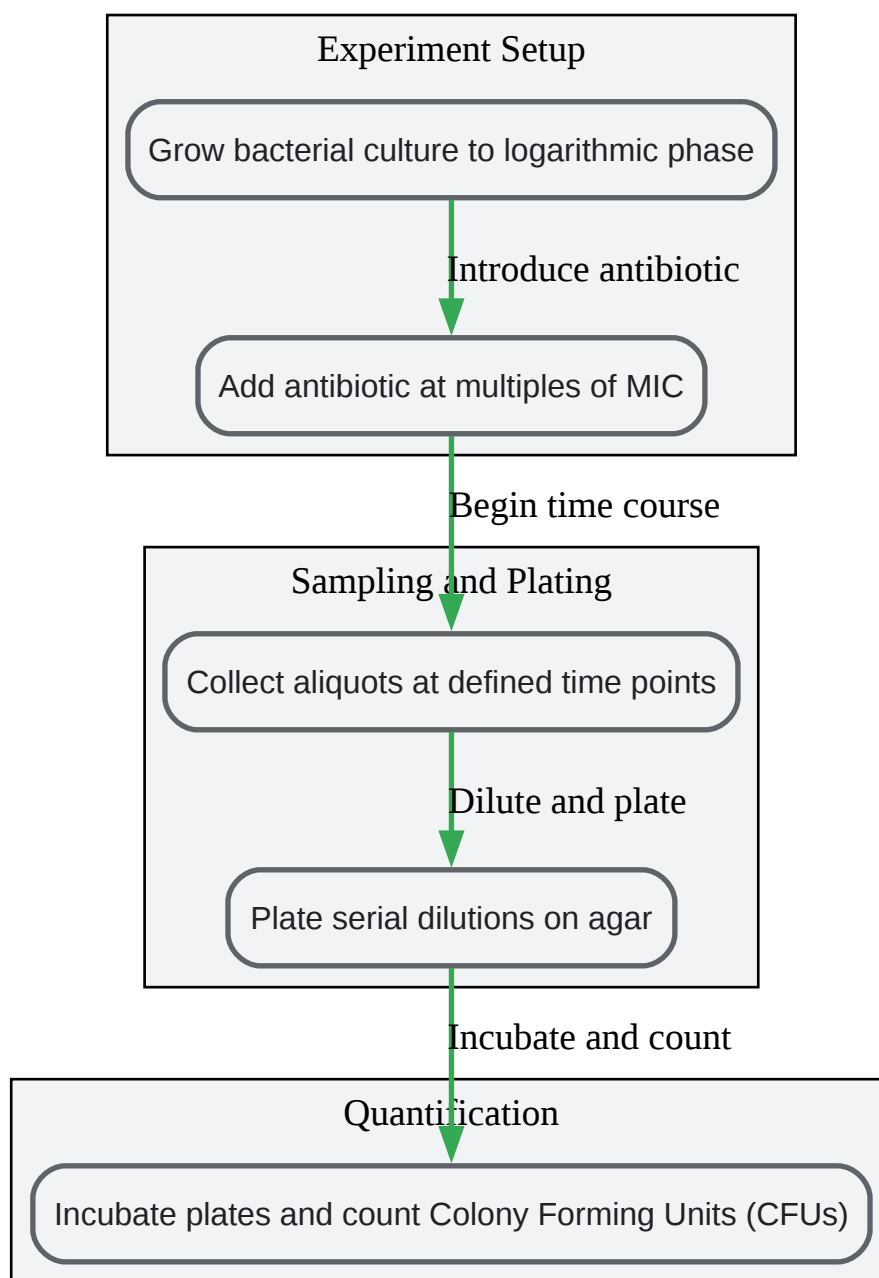 Experiment Setup
Grow bacterial culture to logarithmic phase
Introduce antibiotic
Add antibiotic at multiples of MIC
Begin time course
Sampling and Plating
Collect aliquots at defined time points
Dilute and plate
Plate serial dilutions on agar
Incubate and count
Quantification
Incubate plates and count Colony Forming Units (CFUs)